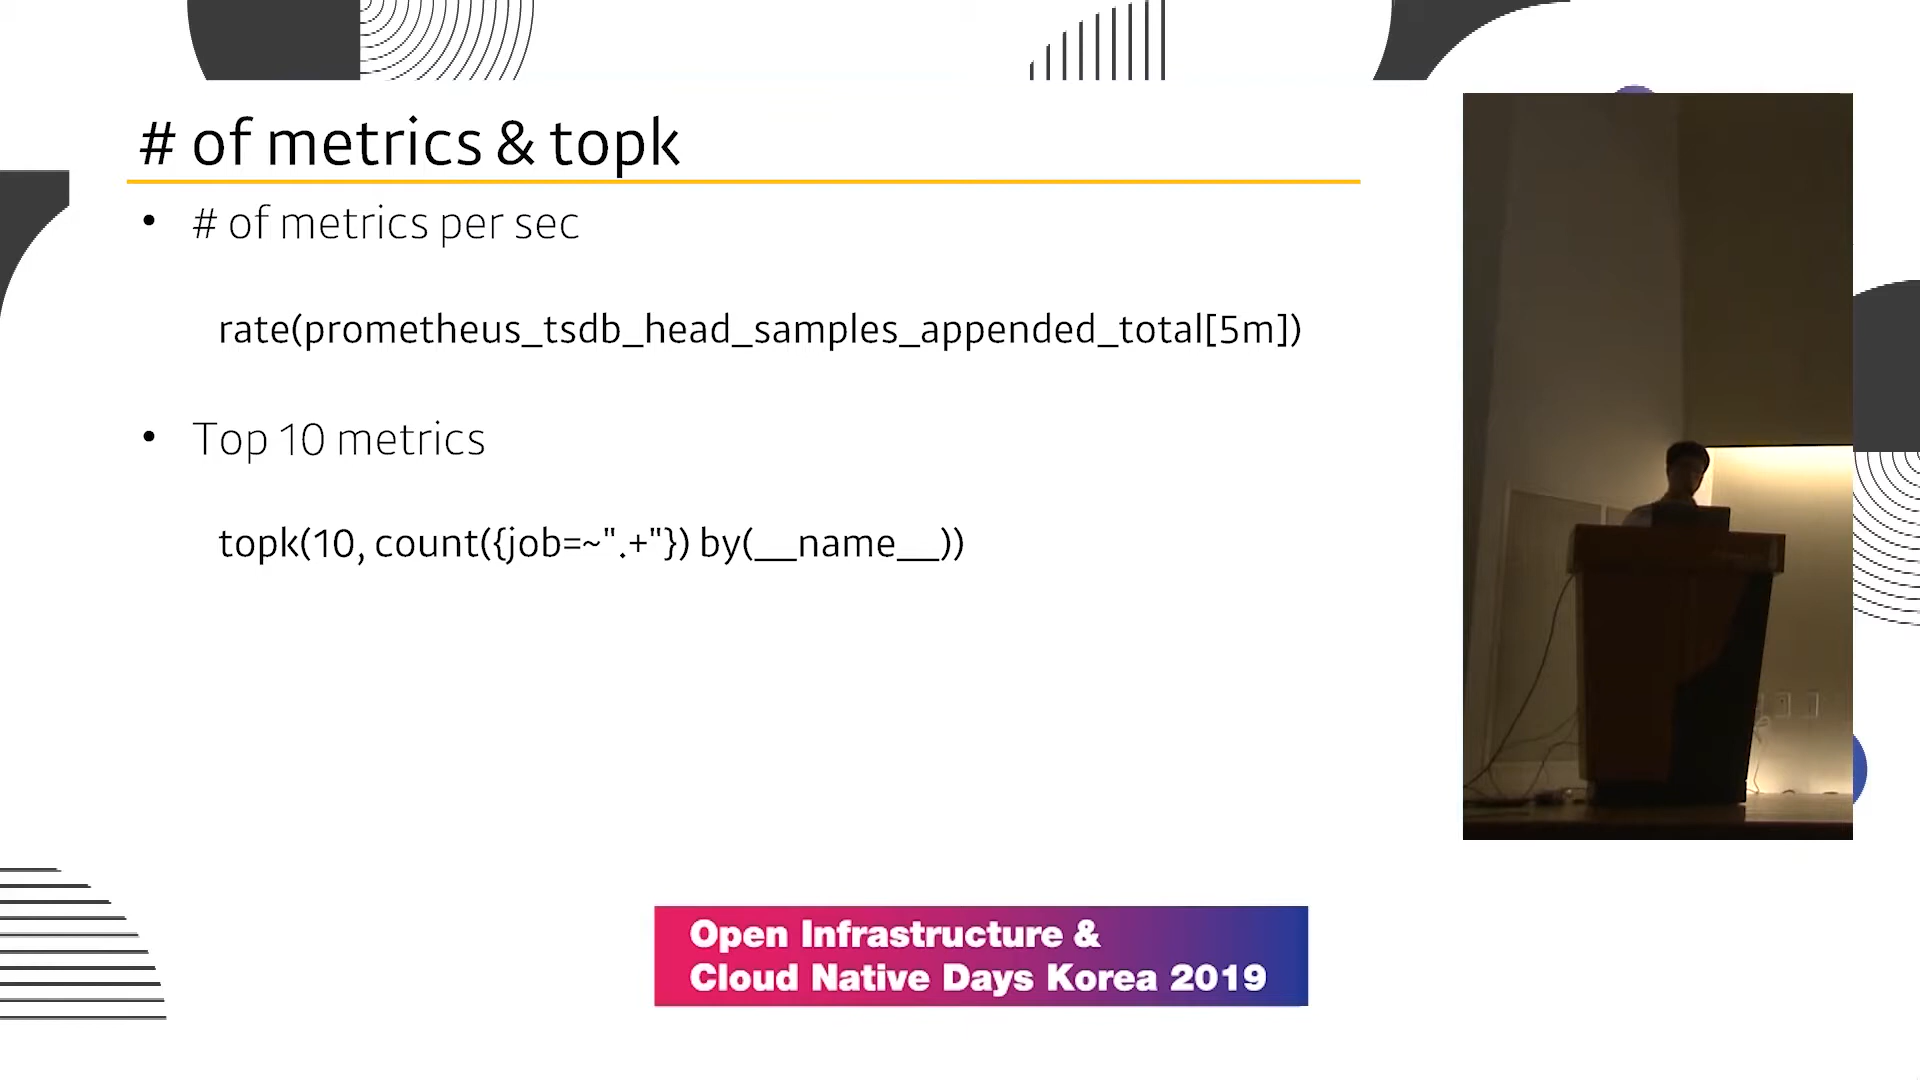 # of metrics & topk
• # of metrics per sec
rate(prometheus_tsdb_head_samples_appended_total[5m])
• Top 10 metrics
topk(10, count({job=~".+"}) by(__name__))
Open Infrastructure &
Cloud Native Days Korea 2019